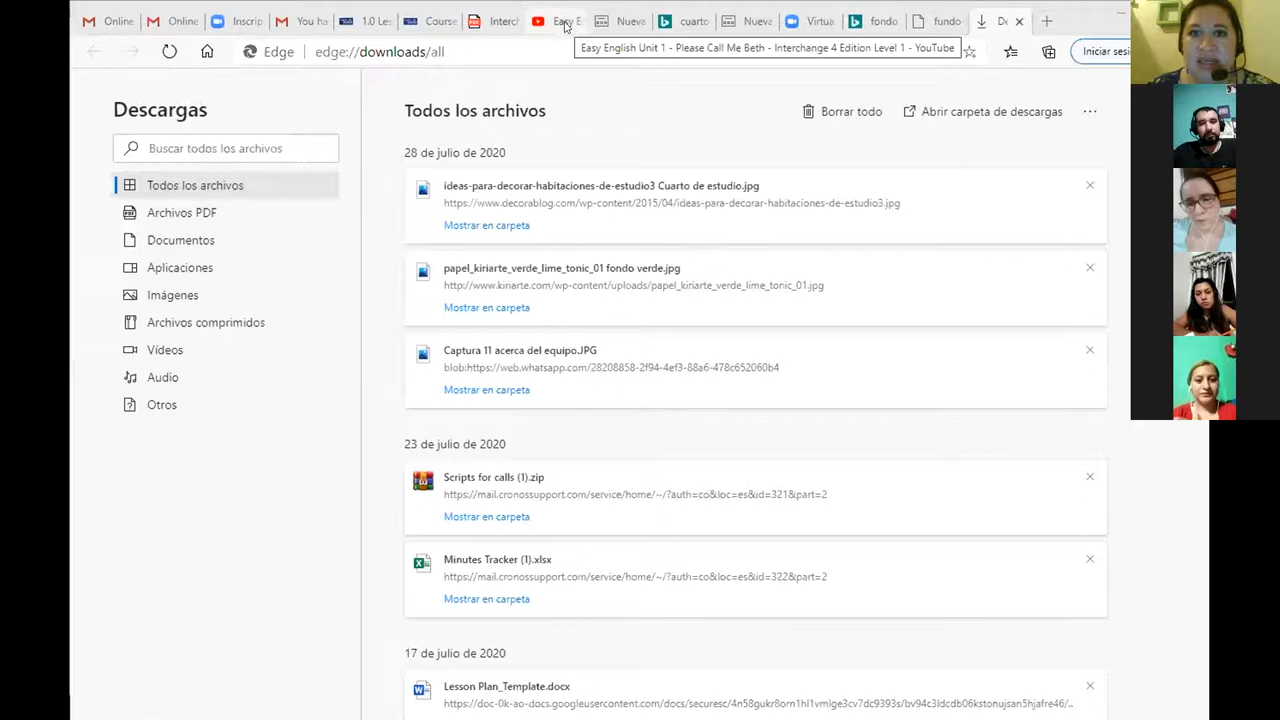 Online
Online
Inscrip
You ha
1.0 Les
Course
Interch
Easy E
Nueva
cuarto
Nueva
Virtua
fondo
fundo
De
Easy English Unit 1 - Please Call Me Beth - Interchange 4 Edition Level 1 - YouTube
Edge
edge://downloads/all
Iniciar sesi
Descargas
Buscar todos los archivos
Todos los archivos
Archivos PDF
Documentos
Aplicaciones
Imágenes
Archivos comprimidos
Vídeos
Audio
Otros
Todos los archivos
Borrar todo
Abrir carpeta de descargas
28 de julio de 2020
ideas-para-decorar-habitaciones-de-estudio3 Cuarto de estudio.jpg
https://www.decorablog.com/wp-content/2015/04/ideas-para-decorar-habitaciones-de-estudio3.jpg
Mostrar en carpeta
papel_kiriarte_verde_lime_tonic_01 fondo verde.jpg
http://www.kiriarte.com/wp-content/uploads/papel_kiriarte_verde_lime_tonic_01.jpg
Mostrar en carpeta
Captura 11 acerca del equipo.JPG
blob:https://web.whatsapp.com/28208858-2f94-4ef3-88a6-478c652060b4
Mostrar en carpeta
23 de julio de 2020
Scripts for calls (1).zip
https://mail.cronossupport.com/service/home/~/?auth=co&loc=es&id=321&part=2
Mostrar en carpeta
Minutes Tracker (1).xlsx
https://mail.cronossupport.com/service/home/~/?auth=co&loc=es&id=322&part=2
Mostrar en carpeta
17 de julio de 2020
Lesson Plan_Template.docx